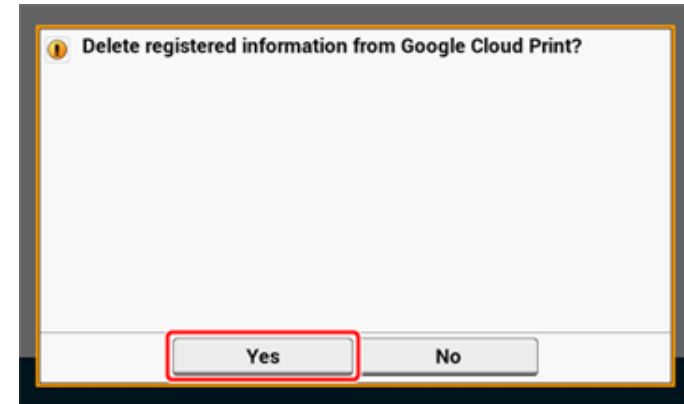 Delete registered information from Google Cloud Print?
Yes
No